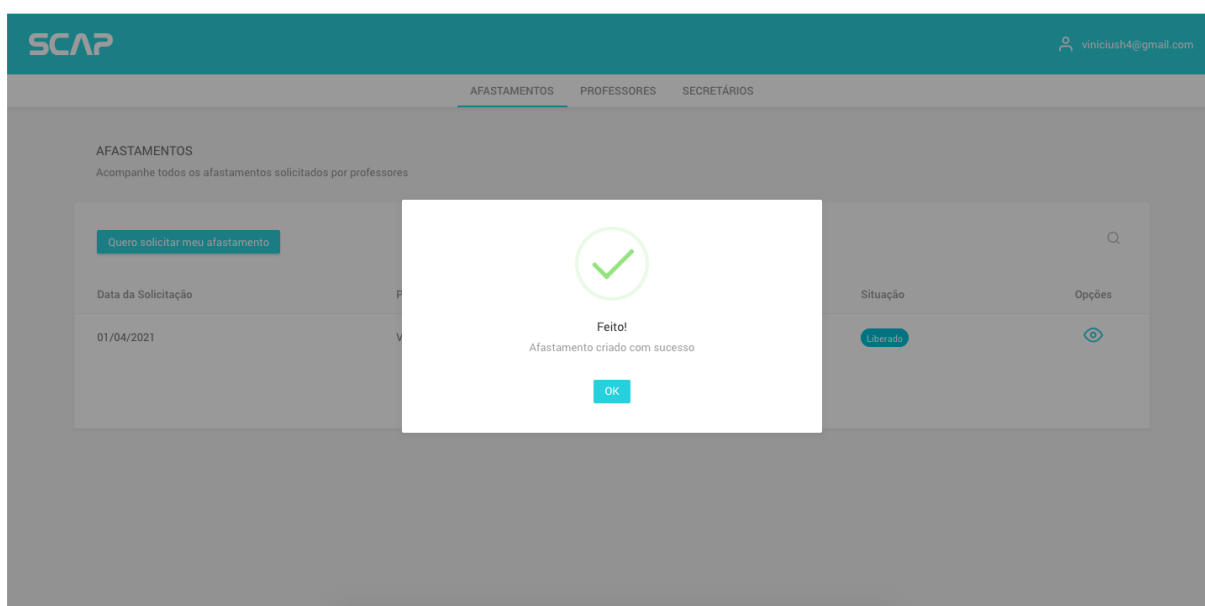 SCAP
viniciush4@gmail.com
AFASTAMENTOS PROFESSORES SECRETÁRIOS
AFASTAMENTOS
Acompanhe todos os afastamentos solicitados por professores
Quero solicitar meu afastamento
Data da Solicitação P Situação Opções
01/04/2021 V Liberado
Feito!
Afastamento criado com sucesso
OK